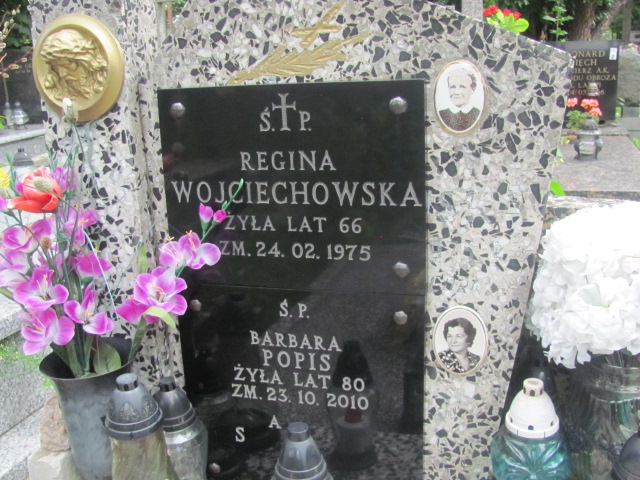 Ś. P.
REGINA
WOJCIECHOWSKA
ŻYŁA LAT 66
ZM. 24. 02. 1975
Ś. P.
BARBARA
POPIS
ŻYŁA LAT 80
ZM. 23. 10. 2010
S A